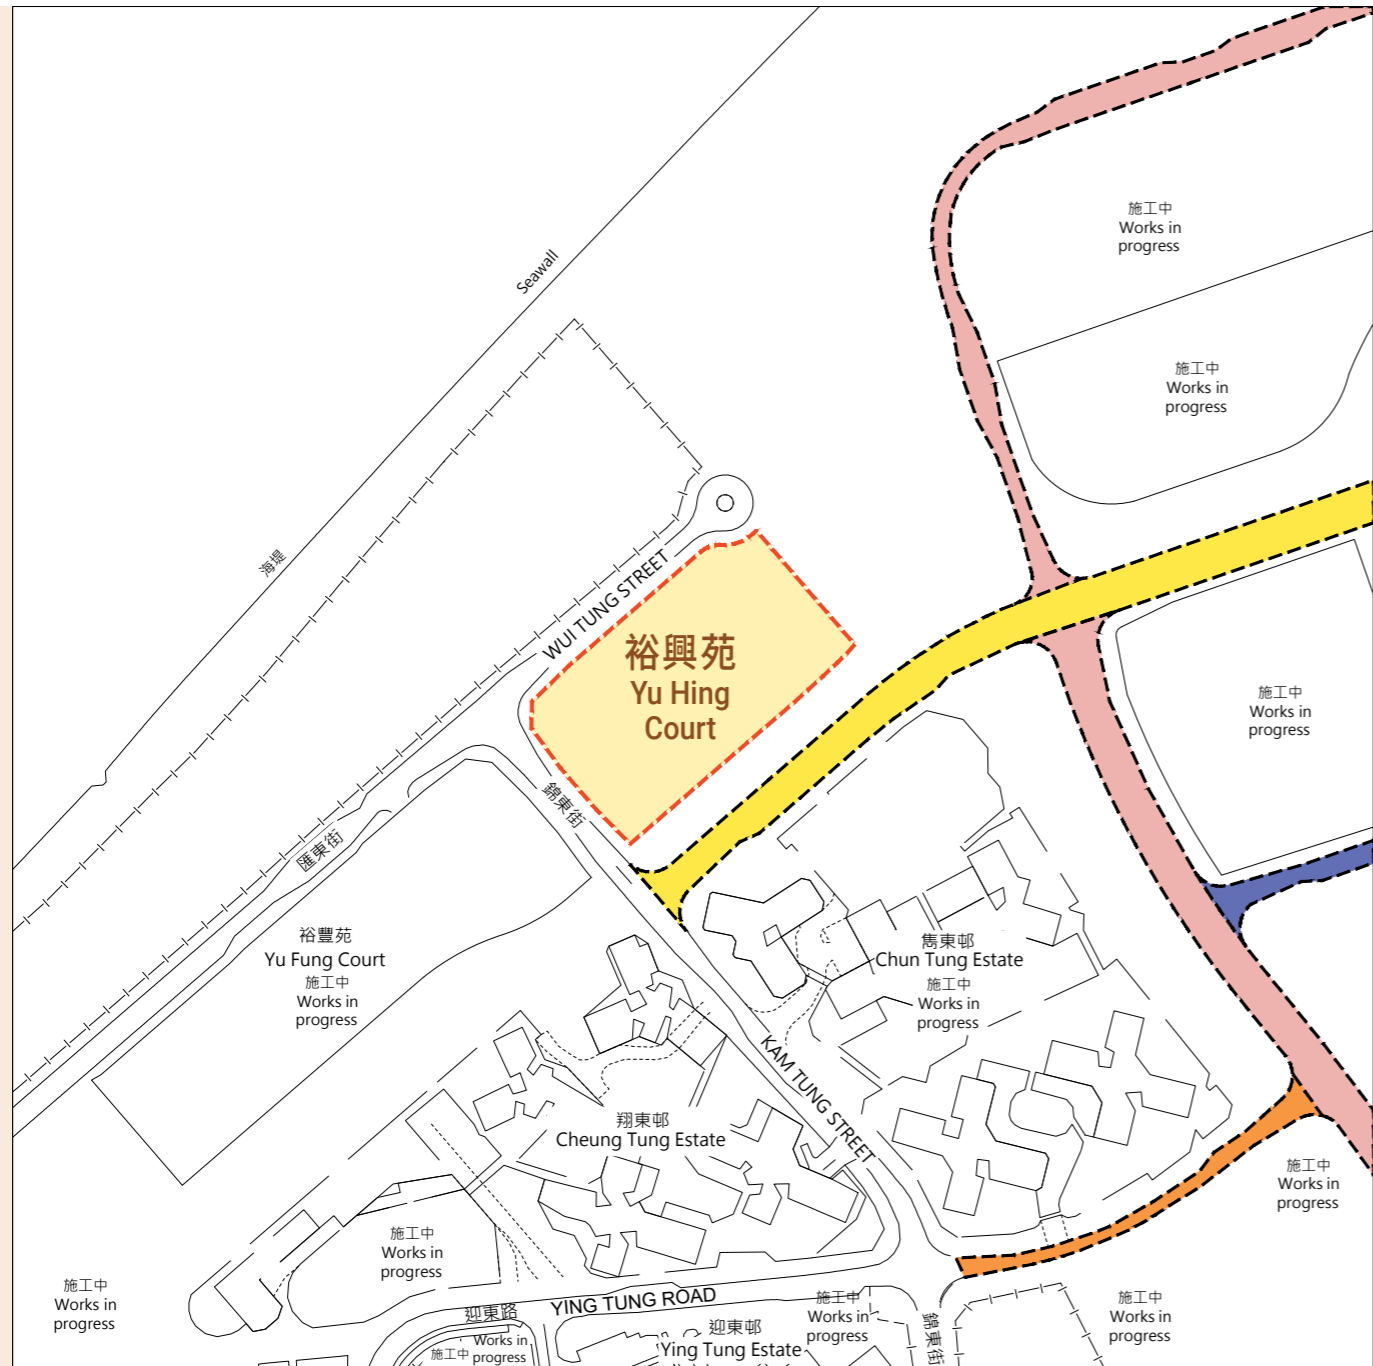 施工中
Works in
progress
Seawall
施工中
Works in
progress
海堤
WUI TUNG STREET
裕興苑
Yu Hing
Court
施工中
Works in
progress
錦東街
匯東街
裕豐苑
Yu Fung Court
施工中
Works in
progress
雋東邨
Chun Tung Estate
施工中
Works in
progress
KAM TUNG STREET
翔東邨
Cheung Tung Estate
施工中
Works in
progress
施工中
Works in
progress
施工中
Works in
progress
迎東路
YING TUNG ROAD
施工中
Works in
progress
施工中
Works in
progress
錦東街
迎東邨
Ying Tung Estate
施工中
Works in
progress